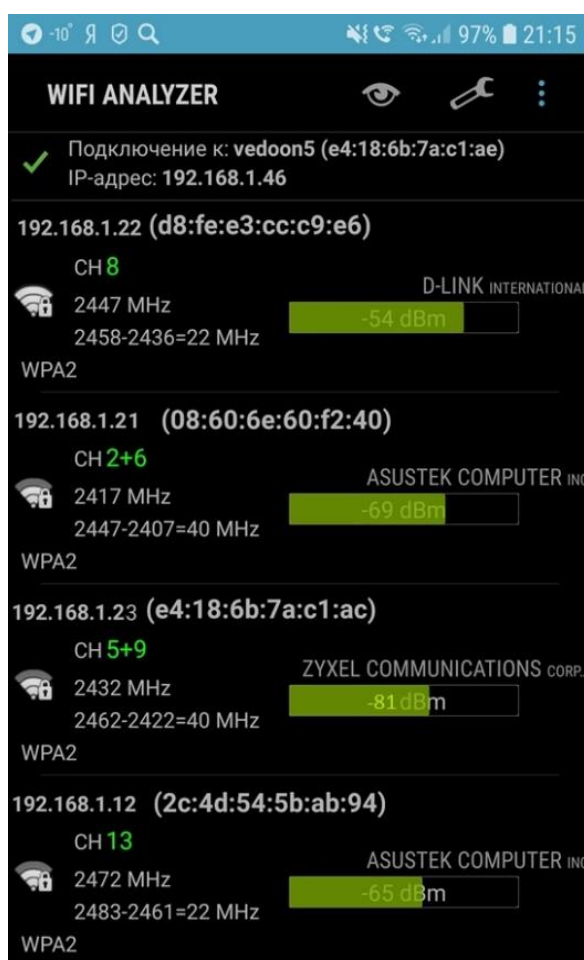 -10° Я 97% 21:15
WIFI ANALYZER
Подключение к: vedoon5 (e4:18:6b:7a:c1:ae)
IP-адрес: 192.168.1.46
192.168.1.22 (d8:fe:e3:cc:c9:e6)
CH 8
D-LINK INTERNATIONAL
2447 MHz
-54 dBm
2458-2436=22 MHz
WPA2
192.168.1.21 (08:60:6e:60:f2:40)
CH 2+6
ASUSTEK COMPUTER INC
2417 MHz
-69 dBm
2447-2407=40 MHz
WPA2
192.168.1.23 (e4:18:6b:7a:c1:ac)
CH 5+9
ZYXEL COMMUNICATIONS CORP.
2432 MHz
-81 dBm
2462-2422=40 MHz
WPA2
192.168.1.12 (2c:4d:54:5b:ab:94)
CH 13
ASUSTEK COMPUTER INC
2472 MHz
-65 dBm
2483-2461=22 MHz
WPA2